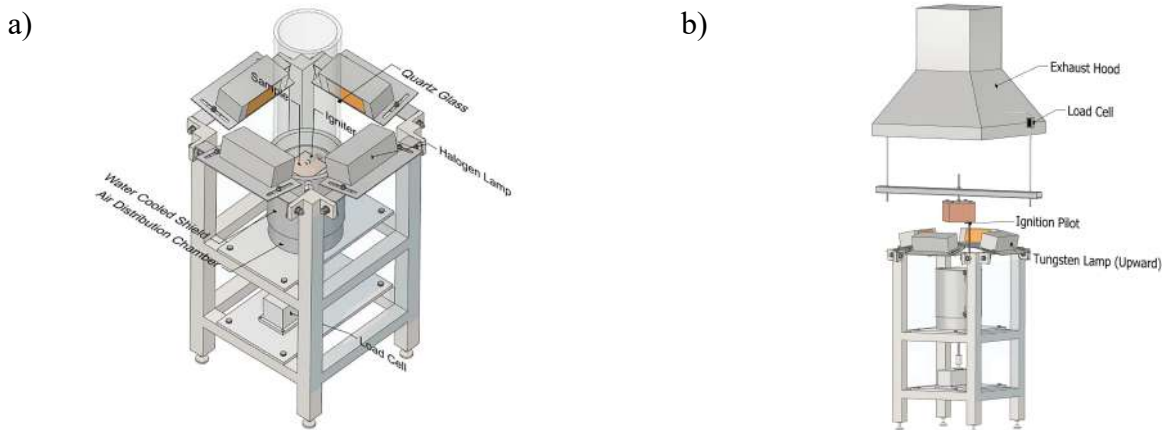 a)
Sample
Quartz Glass
Igniter
Halogen Lamp
Water Cooled Shield
Air Distribution Chamber
Load Cell
b)
Exhaust Hood
Load Cell
Ignition Pilot
Tungsten Lamp (Upward)